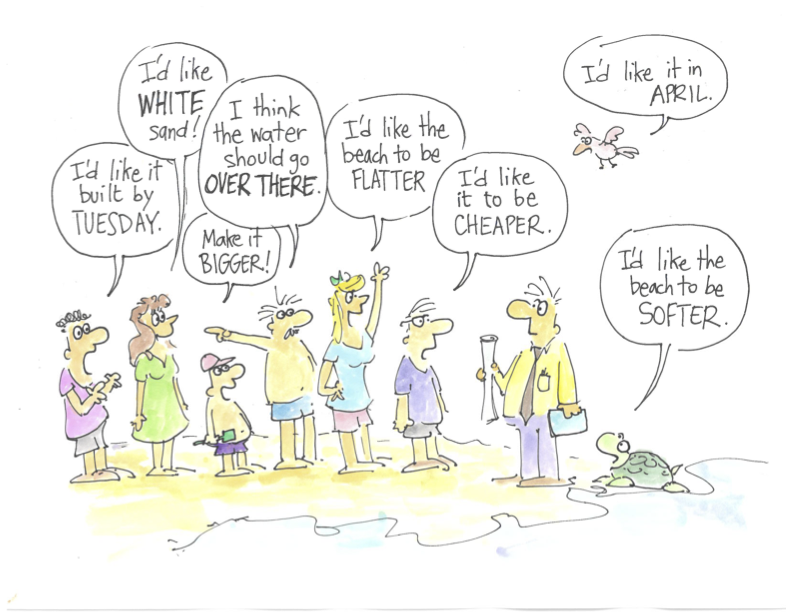 I'd like it
built by
TUESDAY.
I'd like
WHITE
sand!
Make it
BIGGER!
I think
the water
should go
OVER THERE.
I'd like the
beach to be
FLATTER
I'd like
it to be
CHEAPER.
I'd like it in
APRIL.
I'd like the
beach to be
SOFTER.